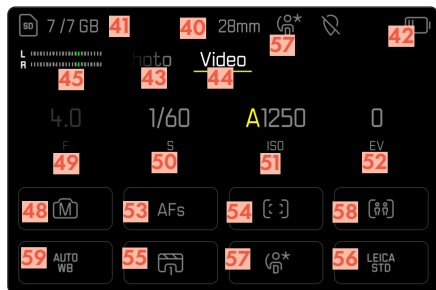 SD 7 /7 GB 41 40 28mm 57 42
L
R 45
hoto Video
43 44
4.0 1/60 A1250 0
F S ISO EV
49 50 51 52
48 M 53 AFs 54 58
59 AUTO WB 55 57 56 LEICA STD